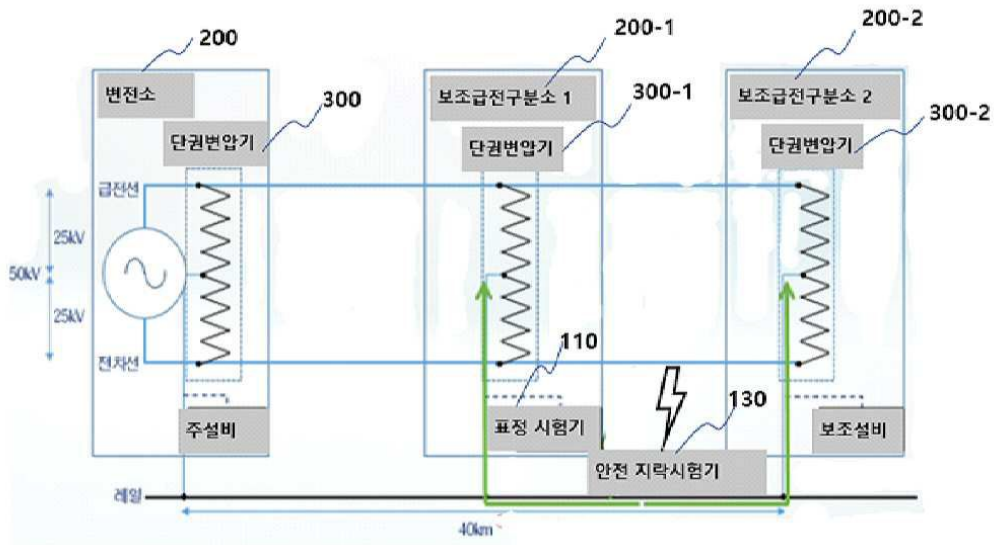 200
200-1
200-2
변전소
300
보조급전구분소 1
300-1
보조급전구분소 2
300-2
단권변압기
단권변압기
단권변압기
급전선
25kV
50kV
25kV
전차선
110
130
주설비
표정 시험기
안전 지락시험기
보조설비
레일
40km